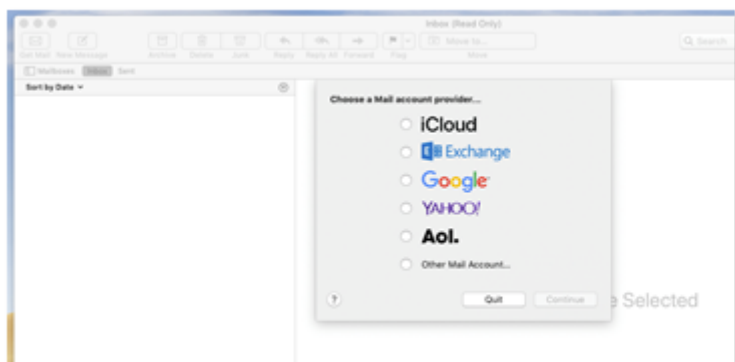 Inbox (Read Only)
Get Mail New Message Archive Delete Junk Reply Reply All Forward Flag Move to... Move Search
Mailboxes Inbox Sent
Sort by Date
Choose a Mail account provider...
iCloud
Exchange
Google
YAHOO!
Aol.
Other Mail Account...
? Quit Continue
Selected